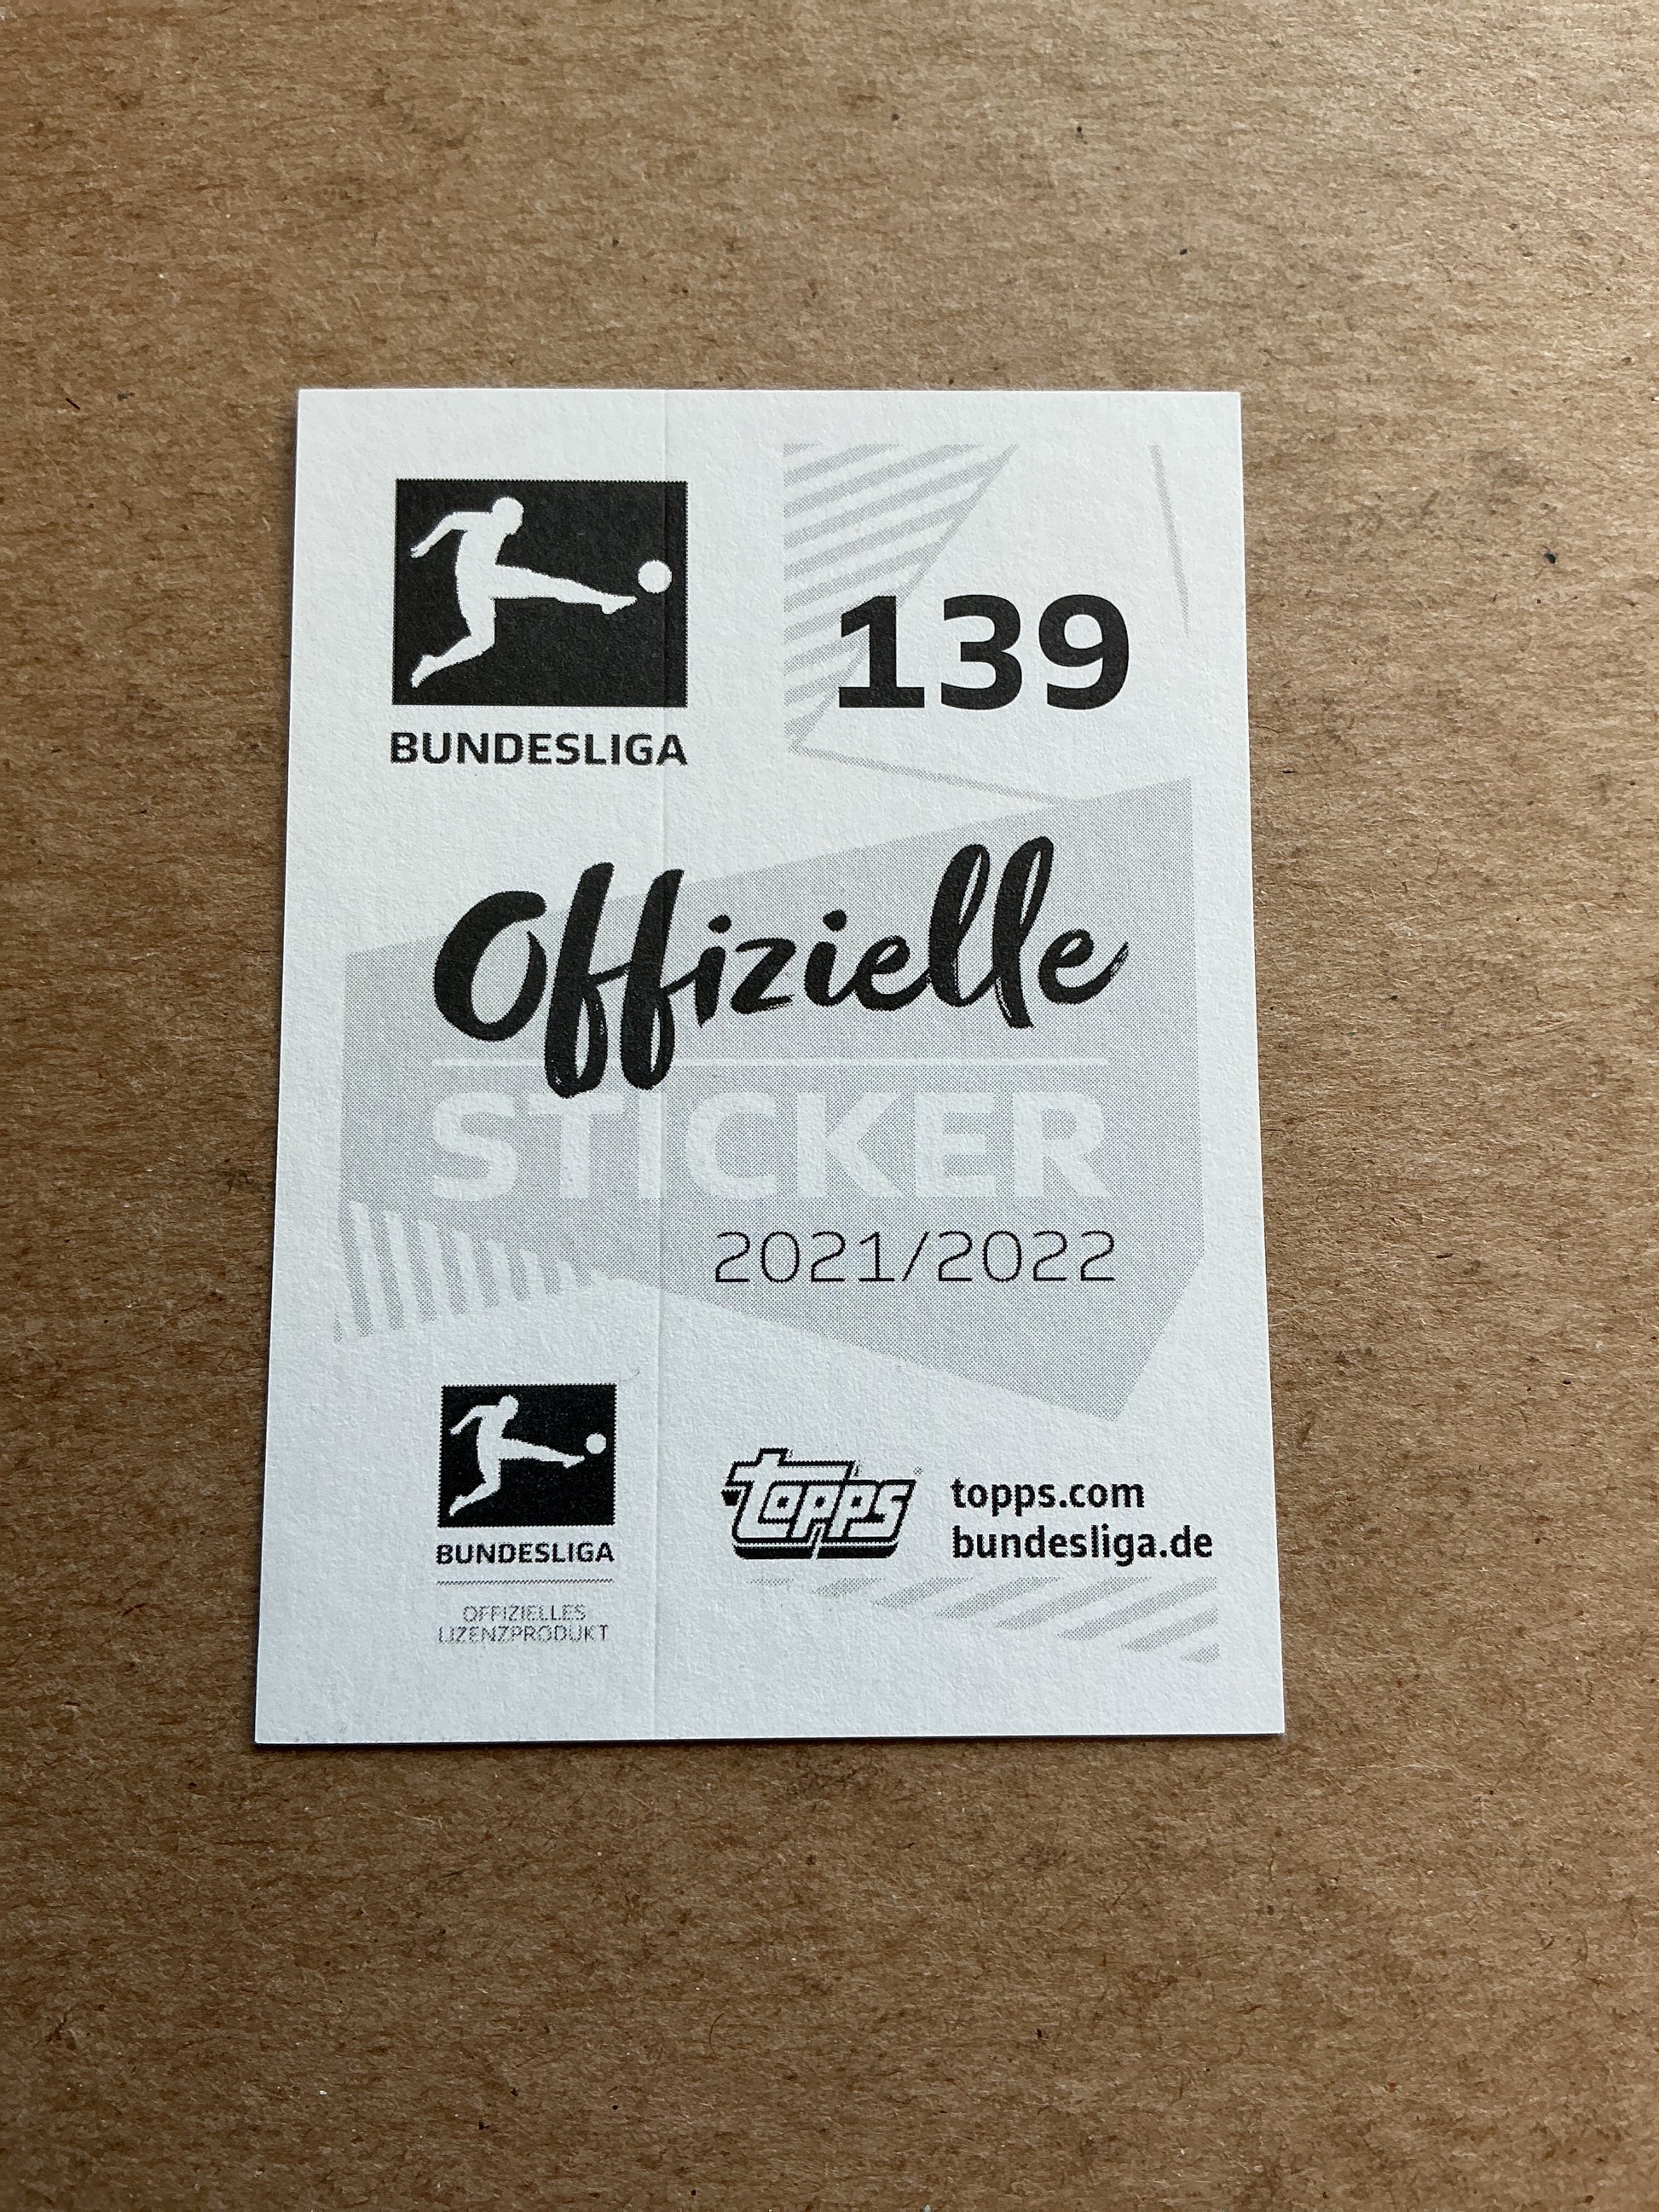 BUNDESLIGA
139
Offizielle
STICKER
2021/2022
BUNDESLIGA
OFFIZIELLES
LIZENZPRODUKT
topps
topps.com
bundesliga.de